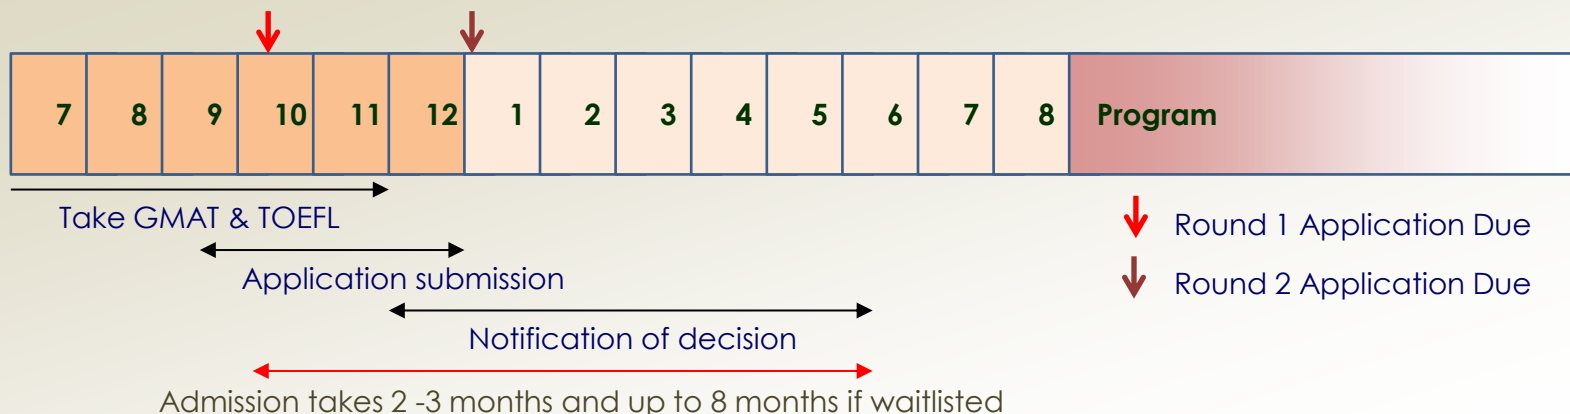 7 8 9 10 11 12 1 2 3 4 5 6 7 8 Program
Take GMAT & TOEFL
Round 1 Application Due
Application submission
Round 2 Application Due
Notification of decision
Admission takes 2 -3 months and up to 8 months if waitlisted